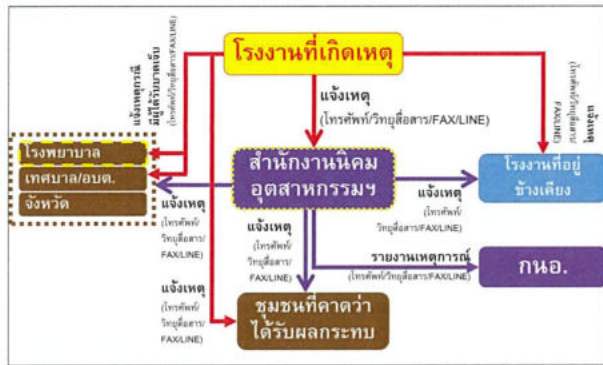 โรงงานที่เกิดเหตุ
แจ้งเหตุกรณี
มีผู้ได้รับบาดเจ็บ
(โทรศัพท์/วิทยุสื่อสาร/FAX/LINE)
แจ้งเหตุ
(โทรศัพท์/วิทยุสื่อสาร/FAX/LINE)
แจ้งเหตุ
(โทรศัพท์/วิทยุสื่อสาร/
FAX/LINE)
โรงพยาบาล
เทศบาล/อบต.
จังหวัด
สำนักงานนิคม
อุตสาหกรรมฯ
โรงงานที่อยู่
ข้างเคียง
แจ้งเหตุ
(โทรศัพท์/
วิทยุสื่อสาร/
FAX/LINE)
แจ้งเหตุ
(โทรศัพท์/
วิทยุสื่อสาร/
FAX/LINE)
แจ้งเหตุ
(โทรศัพท์/
วิทยุสื่อสาร/FAX/LINE)
รายงานเหตุการณ์
(โทรศัพท์/วิทยุสื่อสาร/FAX/LINE)
กนอ.
แจ้งเหตุ
(โทรศัพท์/
วิทยุสื่อสาร/
FAX/LINE)
ชุมชนที่คาดว่า
ได้รับผลกระทบ